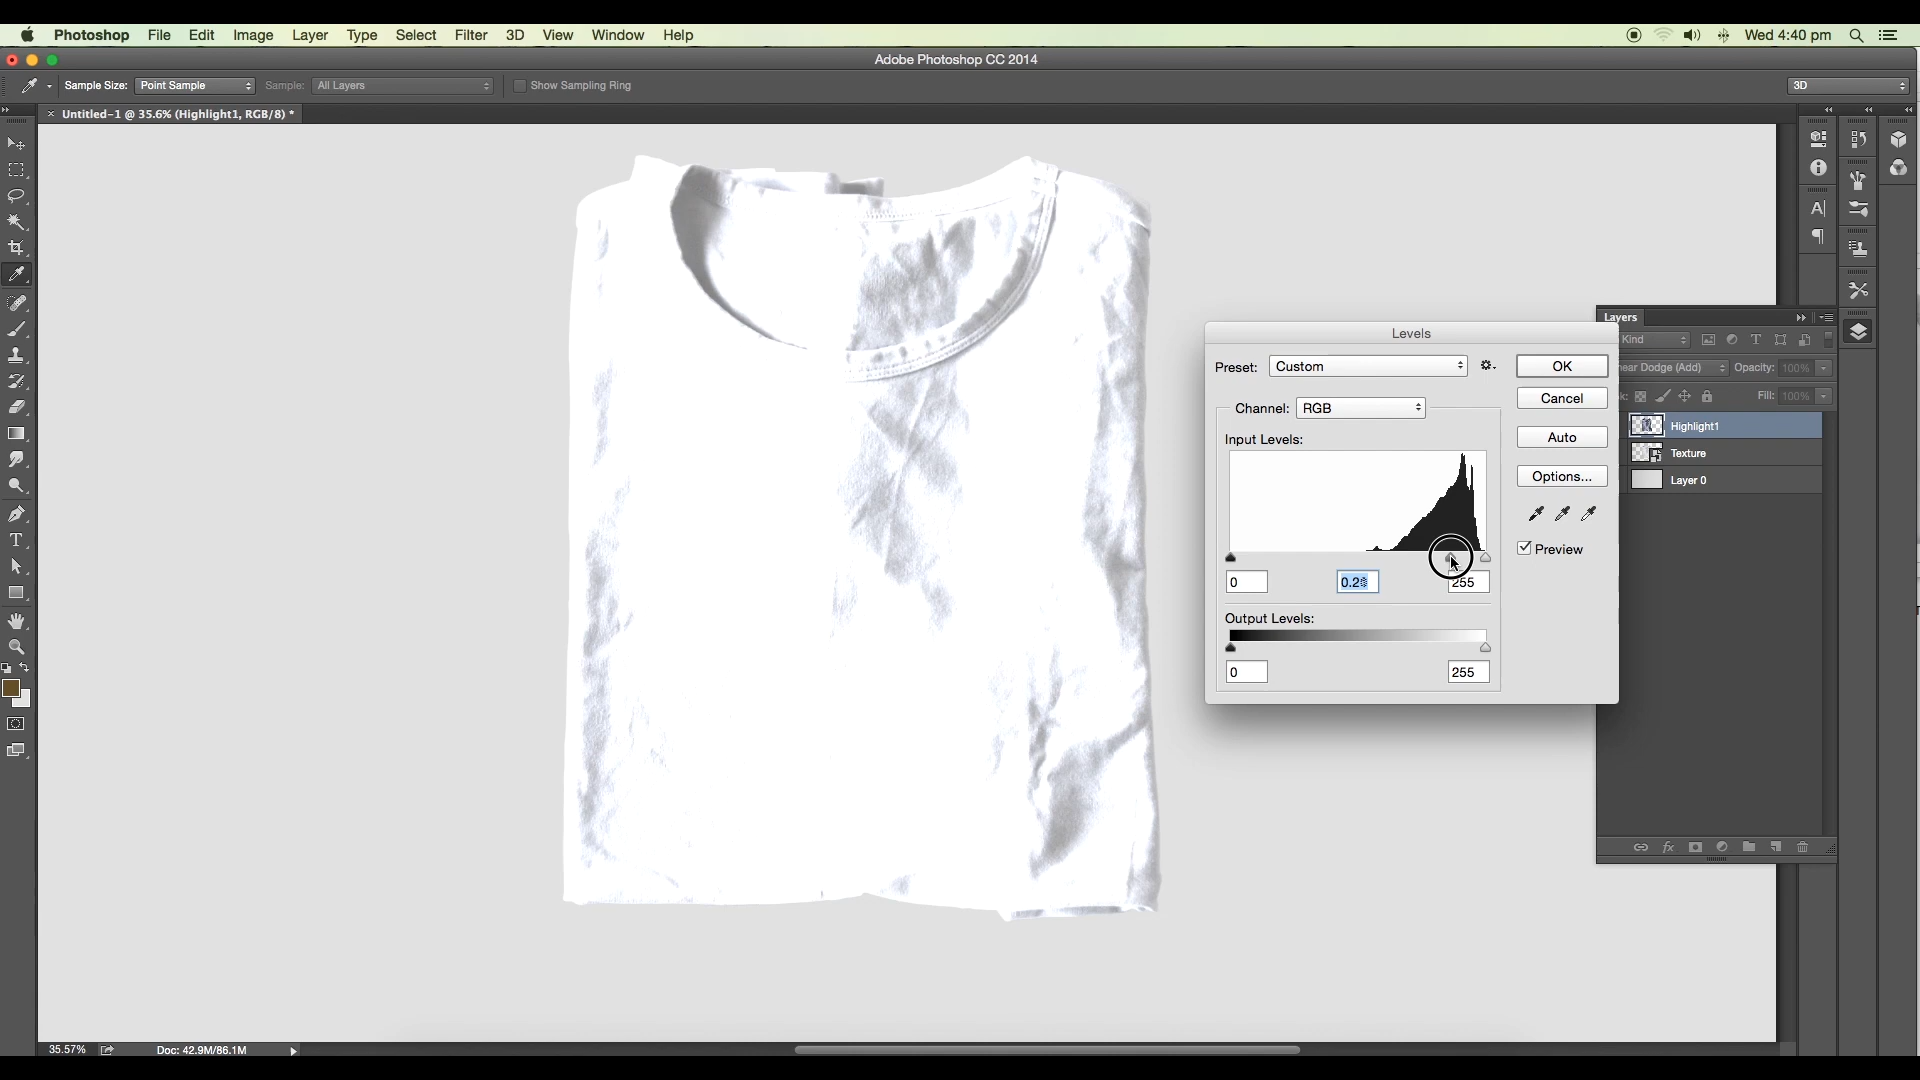 Photoshop File Edit Image Layer Type Select Filter 3D View Window Help Wed 4:40 pm
Adobe Photoshop CC 2014
Sample Size: Point Sample Sample: All Layers Show Sampling Ring 3D
× Untitled-1 @ 35.6% (Highlight1, RGB/8) *
Layers
Kind
Dodge (Add) Opacity: 100%
Fill: 100%
Highlight1
Texture
Layer 0
Levels
Preset: Custom OK
Cancel
Channel: RGB
Auto
Input Levels:
Options...
Preview
0 255
Output Levels:
0 255
35.57% Doc: 42.9M/86.1M